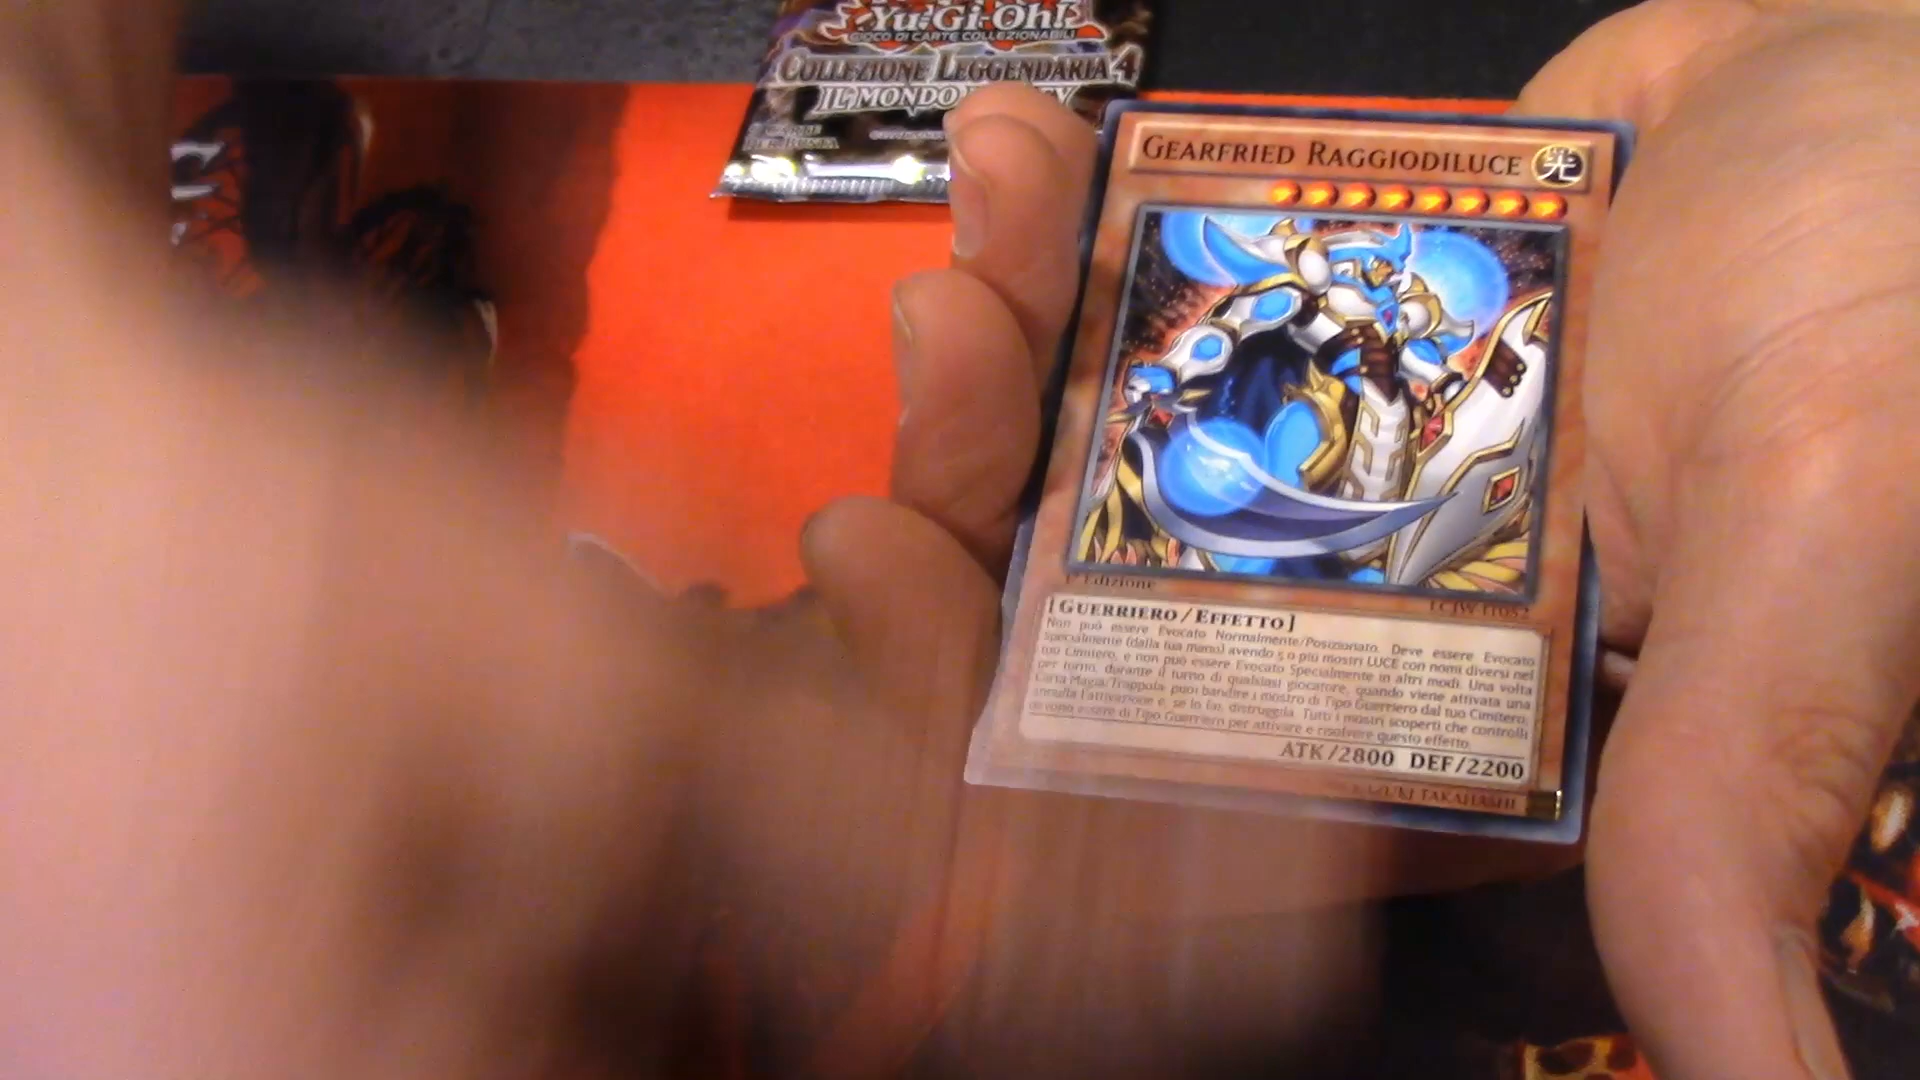 Yu-Gi-Oh!
GIOCO DI CARTE COLLEZIONABILI
COLLEZIONE LEGGENDARIA 4
IL MONDO
GEARFRIED RAGGIODILUCE
光
1ª Edizione
LCJW-IT052
[GUERRIERO/EFFETTO]
Non può essere Evocato Normalmente/Posizionato. Deve essere Evocato
Specialmente (dalla tua mano) avendo 5 o più mostri LUCE con nomi diversi nel
tuo Cimitero, e non può essere Evocato Specialmente in altri modi. Una volta
per turno, durante il turno di qualsiasi giocatore, quando viene attivata una
Carta Magia/Trappola: puoi bandire 1 mostro di Tipo Guerriero dal tuo Cimitero,
annulla l'attivazione e, se lo fai, distruggila. Tutti i mostri scoperti che controlli
devono essere di Tipo Guerriero per attivare e risolvere questo effetto.
ATK/2800 DEF/2200
KAZUKI TAKAHASHI